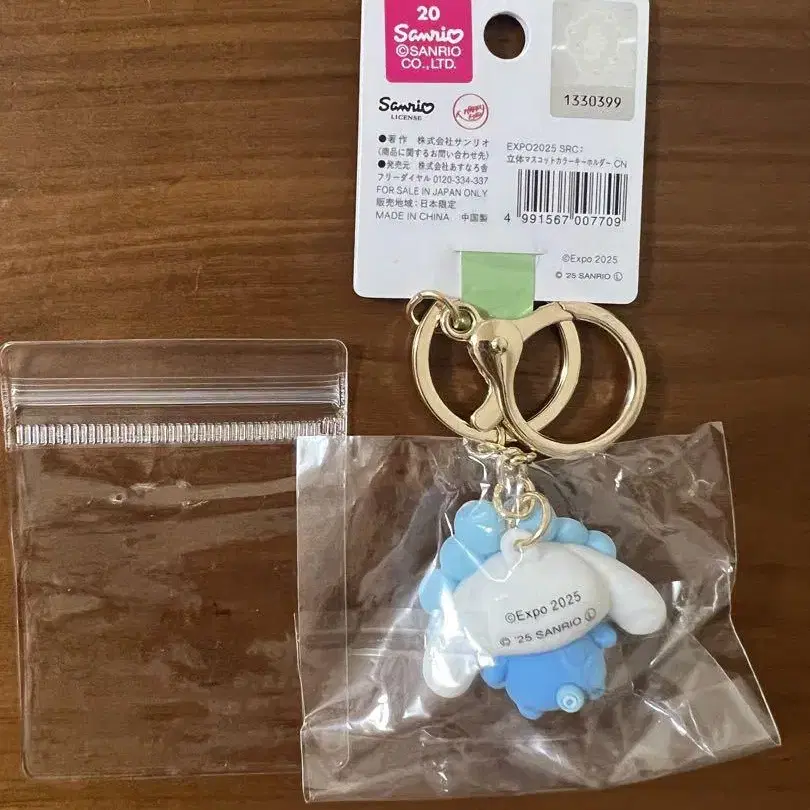 20
Sanrio
©SANRIO
CO.,LTD.
Sanrio
LICENSE
1330399
●著作 株式会社サンリオ
(商品に関するお問い合わせ先)
●発売元 株式会社あすなろ舎
フリーダイヤル 0120-334-337
FOR SALE IN JAPAN ONLY
販売地域:日本限定
MADE IN CHINA 中国製
EXPO2025 SRC:
立体マスコットカラーキーホルダー CN
4 991567 007709
©Expo 2025
© '25 SANRIO Ⓛ
©Expo 2025
© '25 SANRIO Ⓛ